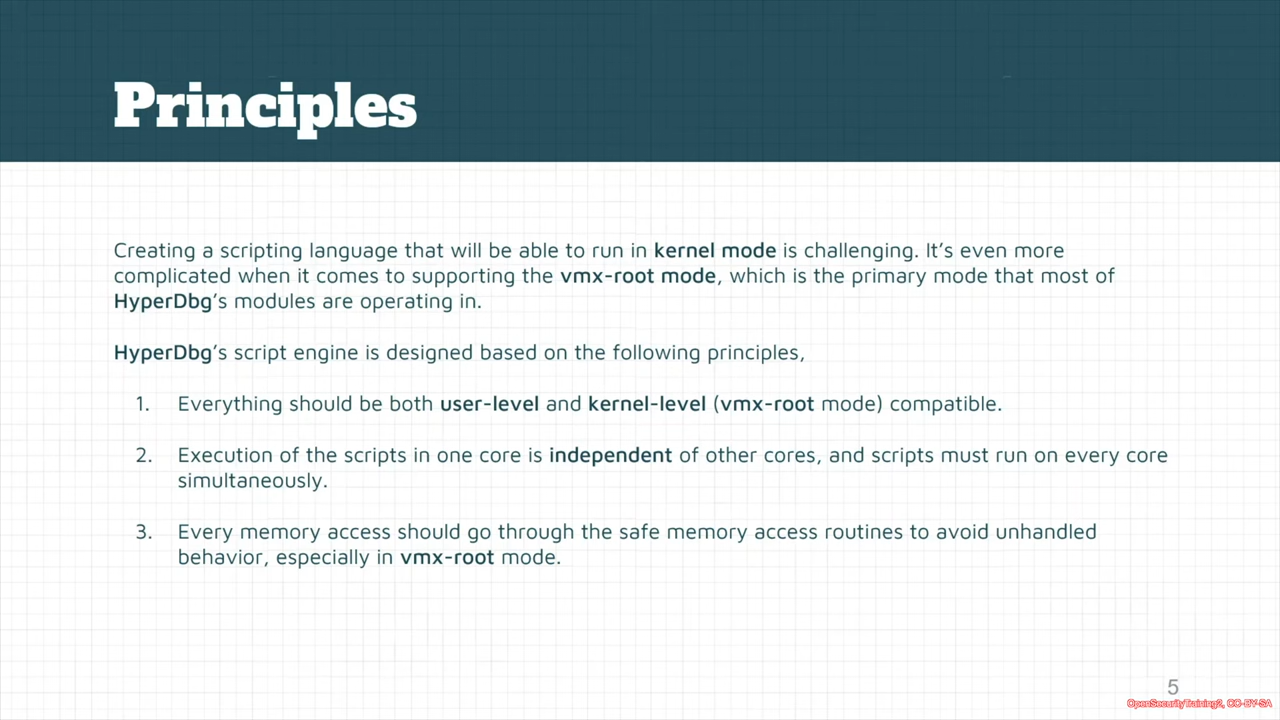 Principles
Creating a scripting language that will be able to run in kernel mode is challenging. It’s even more
complicated when it comes to supporting the vmx-root mode, which is the primary mode that most of
HyperDbg’s modules are operating in.
HyperDbg’s script engine is designed based on the following principles,
1. Everything should be both user-level and kernel-level (vmx-root mode) compatible.
2. Execution of the scripts in one core is independent of other cores, and scripts must run on every core
simultaneously.
3. Every memory access should go through the safe memory access routines to avoid unhandled
behavior, especially in vmx-root mode.
5
OpenSecurityTraining2, CC-BY-SA